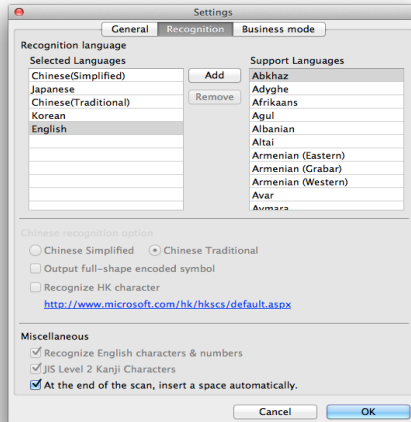 Settings
General Recognition Business mode
Recognition language
Selected Languages Support Languages
Chinese(Simplified) Add Abkhaz
Japanese Adyghe
Chinese(Traditional) Remove Afrikaans
Korean Agul
English Albanian
Altai
Armenian (Eastern)
Armenian (Grabar)
Armenian (Western)
Avar
Aymara
Chinese recognition option
Chinese Simplified Chinese Traditional
Output full-shape encoded symbol
Recognize HK character
http://www.microsoft.com/hk/hkscs/default.aspx
Miscellaneous
Recognize English characters & numbers
JIS Level 2 Kanji Characters
At the end of the scan, insert a space automatically.
Cancel OK